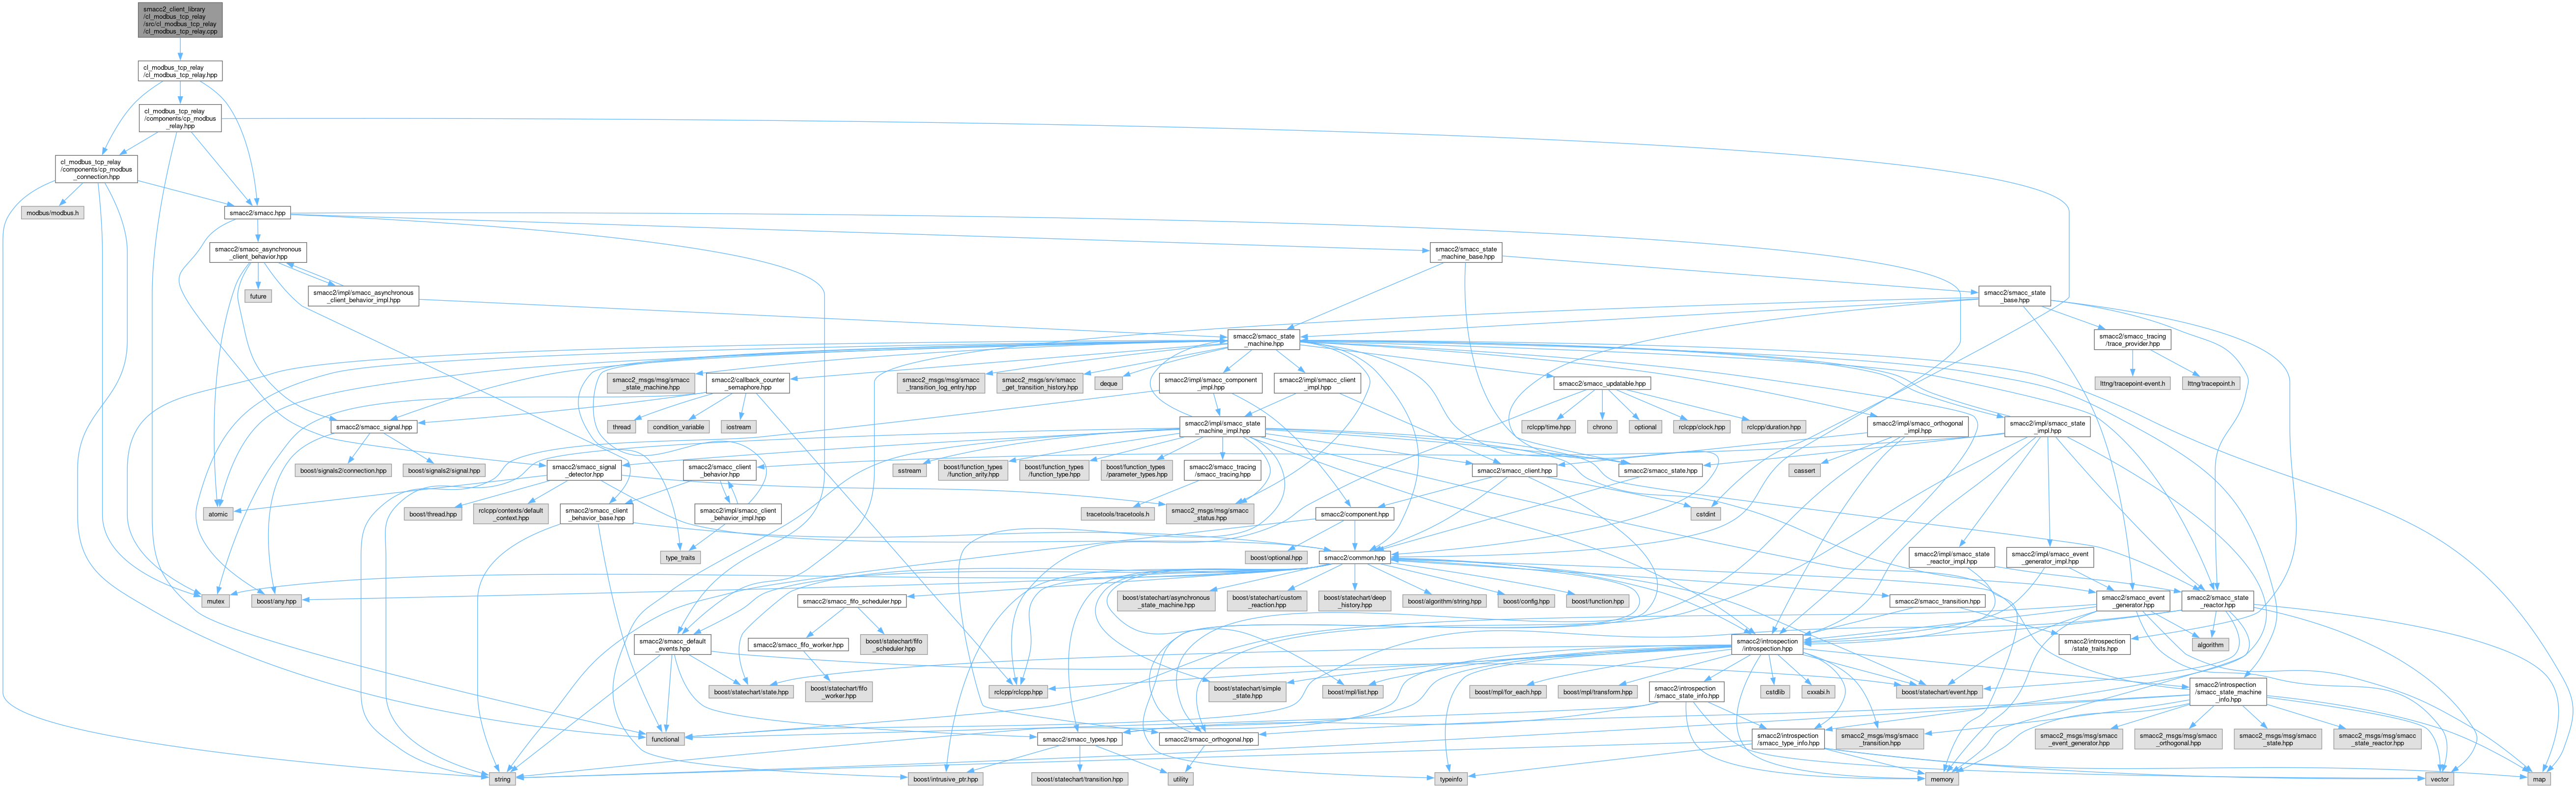 smacc2_client_library
/cl_modbus_tcp_relay
/src/cl_modbus_tcp_relay
/cl_modbus_tcp_relay.cpp
cl_modbus_tcp_relay
/cl_modbus_tcp_relay.hpp
cl_modbus_tcp_relay
/components/cp_modbus
_relay.hpp
cl_modbus_tcp_relay
/components/cp_modbus
_connection.hpp
modbus/modbus.h
smacc2/smacc.hpp
smacc2/smacc_asynchronous
_client_behavior.hpp
smacc2/smacc_state
_machine_base.hpp
future
smacc2/impl/smacc_asynchronous
_client_behavior_impl.hpp
smacc2/smacc_state
_base.hpp
smacc2/smacc_state
_machine.hpp
smacc2/smacc_tracing
/trace_provider.hpp
smacc2_msgs/msg/smacc
_state_machine.hpp
smacc2/callback_counter
_semaphore.hpp
smacc2_msgs/msg/smacc
_transition_log_entry.hpp
smacc2_msgs/srv/smacc
_get_transition_history.hpp
deque
smacc2/impl/smacc_component
_impl.hpp
smacc2/impl/smacc_client
_impl.hpp
smacc2/smacc_updatable.hpp
lttng/tracepoint-event.h
lttng/tracepoint.h
smacc2/smacc_signal.hpp
thread
condition_variable
iostream
smacc2/impl/smacc_state
_machine_impl.hpp
rclcpp/time.hpp
chrono
optional
rclcpp/clock.hpp
rclcpp/duration.hpp
smacc2/impl/smacc_orthogonal
_impl.hpp
smacc2/impl/smacc_state
_impl.hpp
boost/signals2/connection.hpp
boost/signals2/signal.hpp
smacc2/smacc_signal
_detector.hpp
smacc2/smacc_client
_behavior.hpp
sstream
boost/function_types
/function_arity.hpp
boost/function_types
/function_type.hpp
boost/function_types
/parameter_types.hpp
smacc2/smacc_tracing
/smacc_tracing.hpp
smacc2/smacc_client.hpp
smacc2/smacc_state.hpp
cassert
atomic
boost/thread.hpp
rclcpp/contexts/default
_context.hpp
smacc2/smacc_client
_behavior_base.hpp
smacc2/impl/smacc_client
_behavior_impl.hpp
tracetools/tracetools.h
smacc2_msgs/msg/smacc
_status.hpp
smacc2/component.hpp
cstdint
type_traits
boost/optional.hpp
smacc2/common.hpp
smacc2/impl/smacc_state
_reactor_impl.hpp
smacc2/impl/smacc_event
_generator_impl.hpp
mutex
boost/any.hpp
smacc2/smacc_fifo_scheduler.hpp
boost/statechart/asynchronous
_state_machine.hpp
boost/statechart/custom
_reaction.hpp
boost/statechart/deep
_history.hpp
boost/algorithm/string.hpp
boost/config.hpp
boost/function.hpp
smacc2/smacc_transition.hpp
smacc2/smacc_event
_generator.hpp
smacc2/smacc_state
_reactor.hpp
smacc2/smacc_default
_events.hpp
smacc2/smacc_fifo_worker.hpp
boost/statechart/fifo
_scheduler.hpp
smacc2/introspection
/introspection.hpp
smacc2/introspection
/state_traits.hpp
algorithm
boost/statechart/state.hpp
boost/statechart/fifo
_worker.hpp
rclcpp/rclcpp.hpp
boost/statechart/simple
_state.hpp
boost/mpl/list.hpp
boost/mpl/for_each.hpp
boost/mpl/transform.hpp
smacc2/introspection
/smacc_state_info.hpp
cstdlib
cxxabi.h
boost/statechart/event.hpp
smacc2/introspection
/smacc_state_machine
_info.hpp
functional
smacc2/smacc_types.hpp
smacc2/smacc_orthogonal.hpp
smacc2/introspection
/smacc_type_info.hpp
smacc2_msgs/msg/smacc
_transition.hpp
smacc2_msgs/msg/smacc
_event_generator.hpp
smacc2_msgs/msg/smacc
_orthogonal.hpp
smacc2_msgs/msg/smacc
_state.hpp
smacc2_msgs/msg/smacc
_state_reactor.hpp
string
boost/intrusive_ptr.hpp
boost/statechart/transition.hpp
utility
typeinfo
memory
vector
map